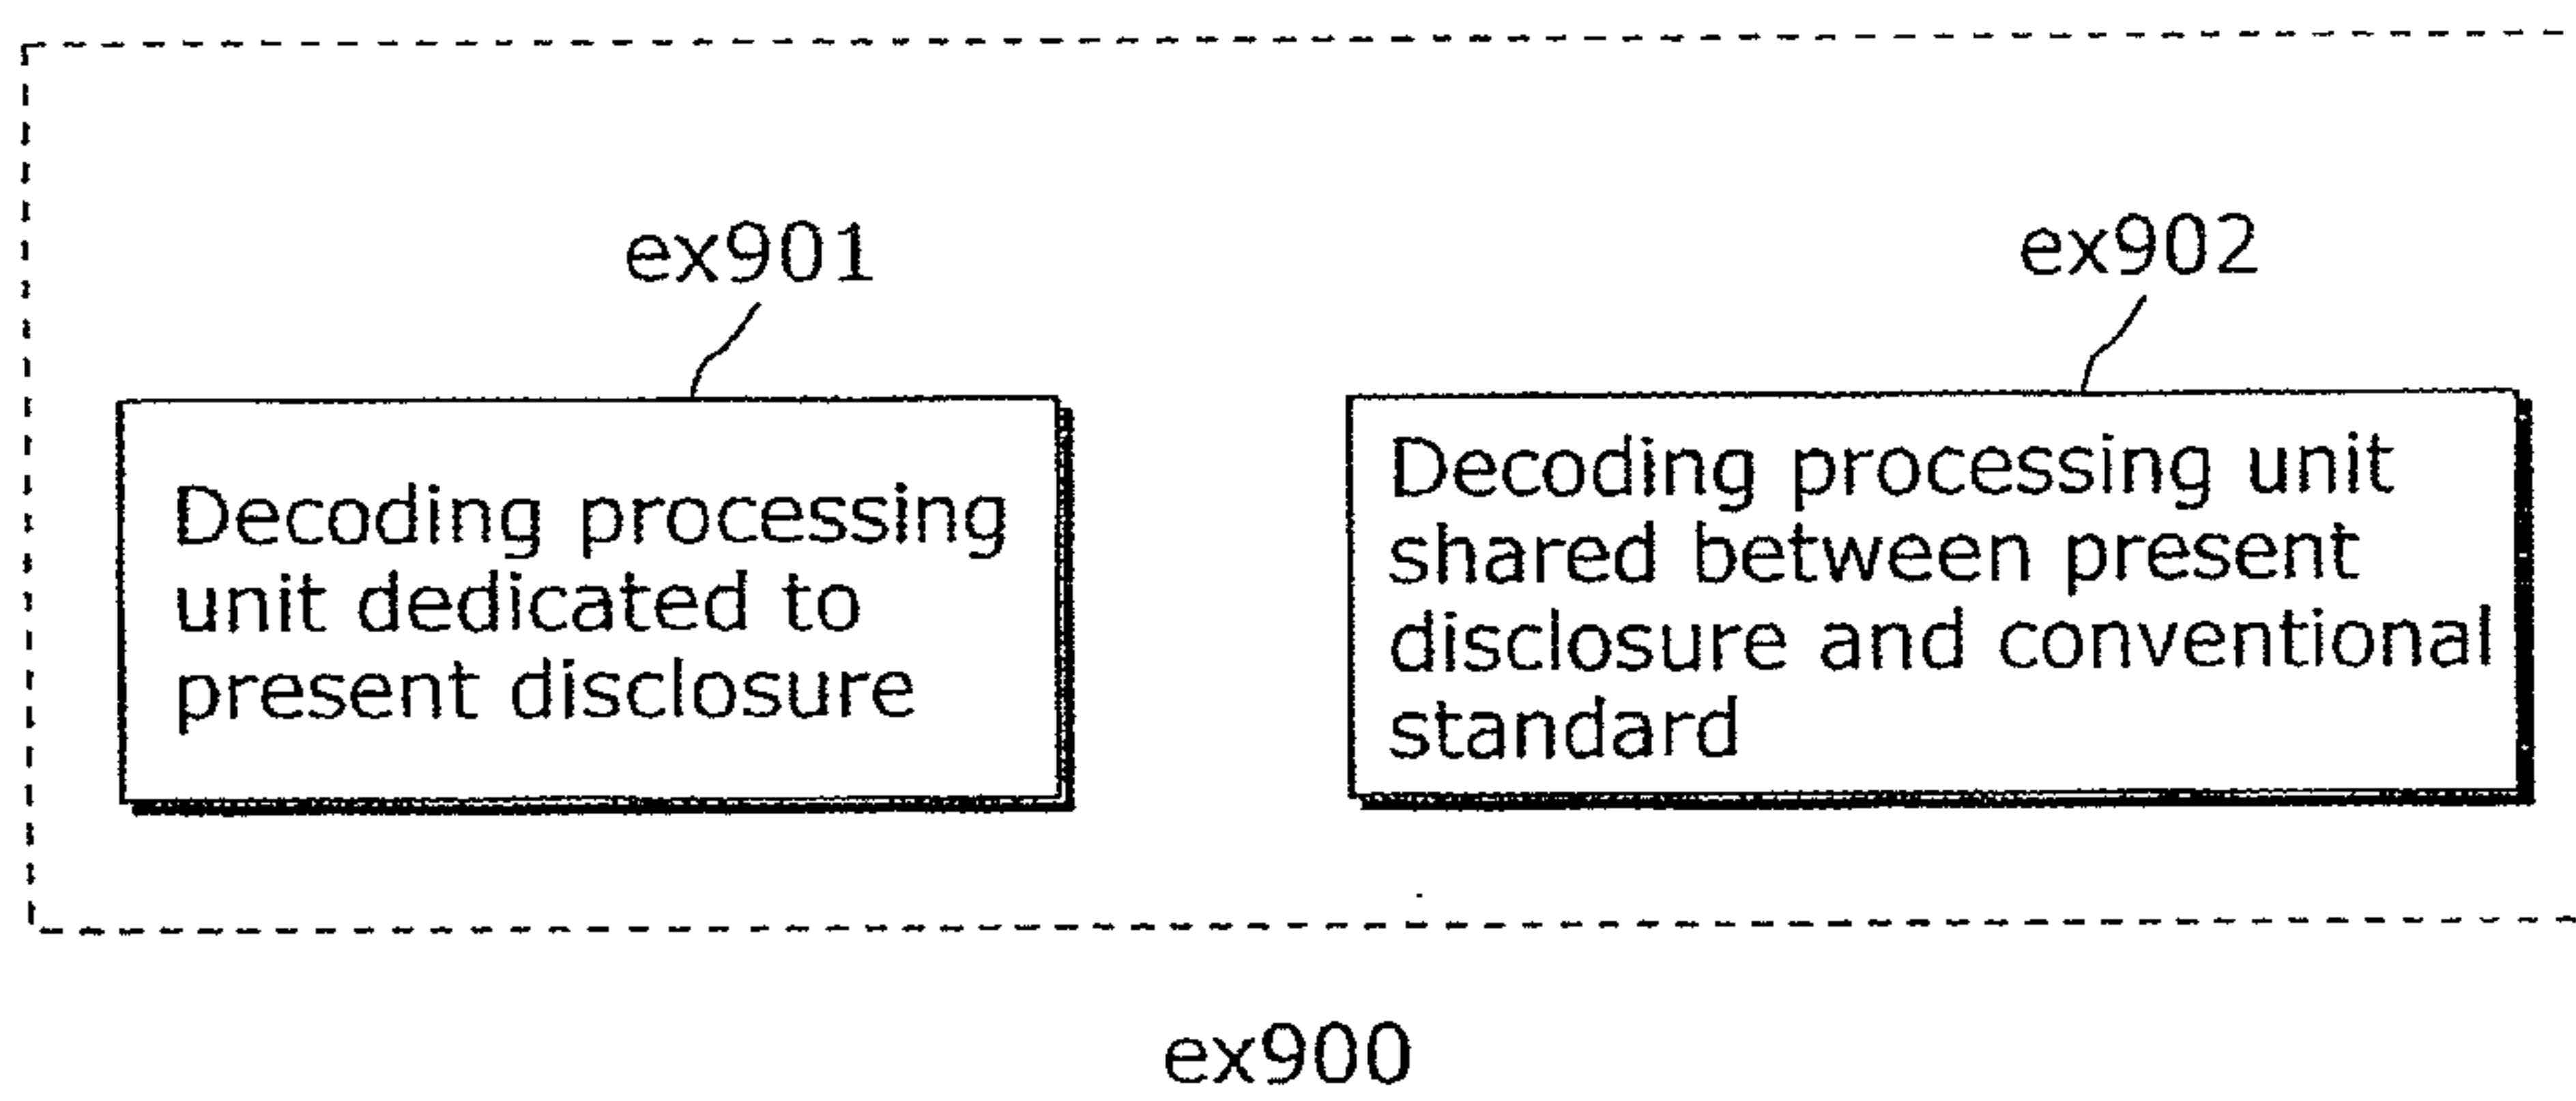 ex901
ex902
Decoding processing
unit dedicated to
present disclosure
Decoding processing unit
shared between present
disclosure and conventional
standard
ex900